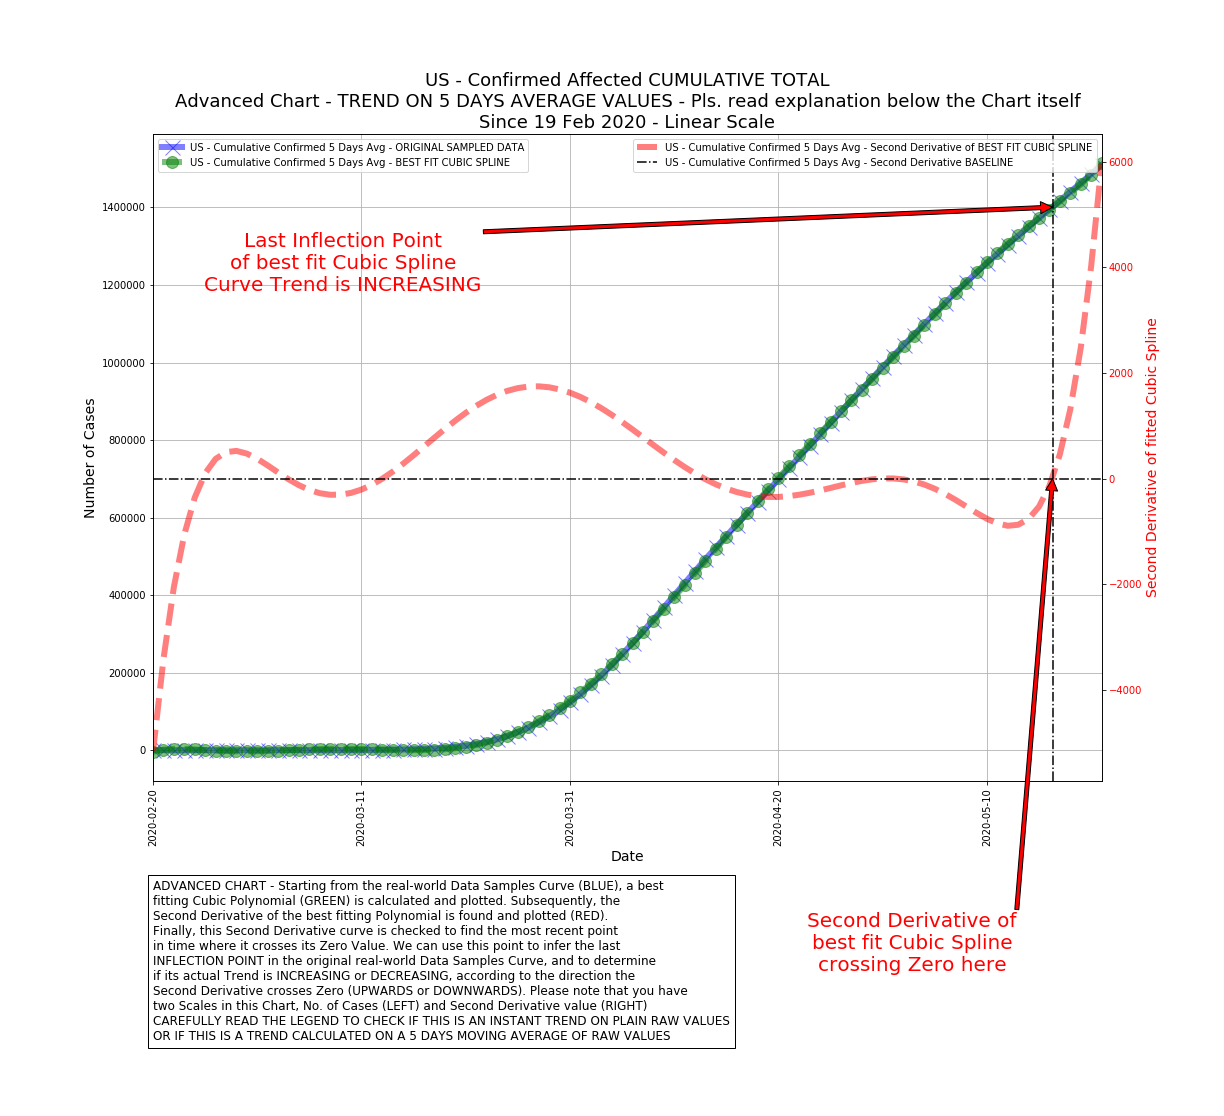 US - Confirmed Affected CUMULATIVE TOTAL
Advanced Chart - TREND ON 5 DAYS AVERAGE VALUES - Pls. read explanation below the Chart itself
Since 19 Feb 2020 - Linear Scale
US - Cumulative Confirmed 5 Days Avg - ORIGINAL SAMPLED DATA
US - Cumulative Confirmed 5 Days Avg - BEST FIT CUBIC SPLINE
US - Cumulative Confirmed 5 Days Avg - Second Derivative of BEST FIT CUBIC SPLINE
US - Cumulative Confirmed 5 Days Avg - Second Derivative BASELINE
Last Inflection Point
of best fit Cubic Spline
Curve Trend is INCREASING
Number of Cases
1400000
1200000
1000000
800000
600000
400000
200000
0
6000
4000
2000
0
−2000
−4000
Second Derivative of fitted Cubic Spline
2020-02-20
2020-03-11
2020-03-31
2020-04-20
2020-05-10
Date
ADVANCED CHART - Starting from the real-world Data Samples Curve (BLUE), a best
fitting Cubic Polynomial (GREEN) is calculated and plotted. Subsequently, the
Second Derivative of the best fitting Polynomial is found and plotted (RED).
Finally, this Second Derivative curve is checked to find the most recent point
in time where it crosses its Zero Value. We can use this point to infer the last
INFLECTION POINT in the original real-world Data Samples Curve, and to determine
if its actual Trend is INCREASING or DECREASING, according to the direction the
Second Derivative crosses Zero (UPWARDS or DOWNWARDS). Please note that you have
two Scales in this Chart, No. of Cases (LEFT) and Second Derivative value (RIGHT)
CAREFULLY READ THE LEGEND TO CHECK IF THIS IS AN INSTANT TREND ON PLAIN RAW VALUES
OR IF THIS IS A TREND CALCULATED ON A 5 DAYS MOVING AVERAGE OF RAW VALUES
Second Derivative of
best fit Cubic Spline
crossing Zero here